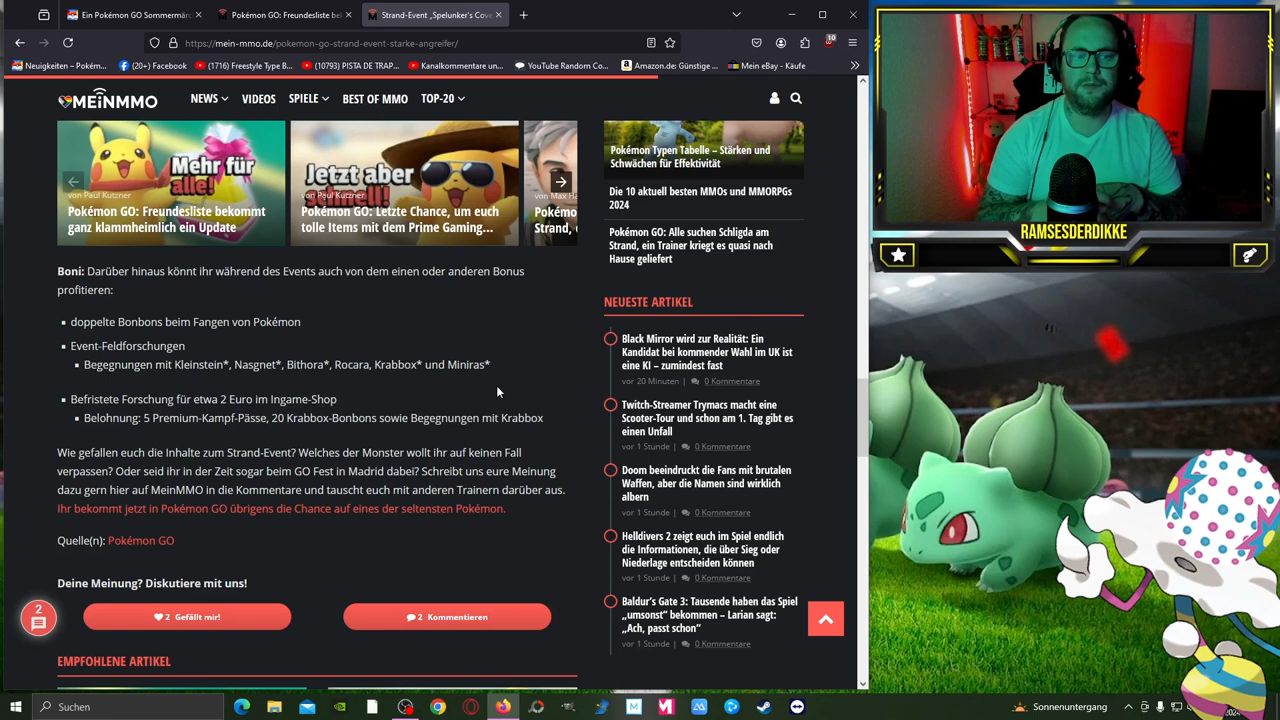 Ein Pokémon GO Sommermärc
Pokémon GO: Freundesliste bek
Strand-Event „Spelunker's Cove
https://mein-mmo.de/pokemon-go-strand-event-starke-angreifer/
10
Neuigkeiten – Pokém...
(20+) Facebook
(1716) Freestyle Type B...
(10793) PISTA DE TRAP...
Kanalkommentare un...
YouTube Random Co...
Amazon.de: Günstige ...
Mein eBay - Käufe
MEINMMO
NEWS
VIDEOS
SPIELE
BEST OF MMO
TOP-20
Mehr für
alle!
von Paul Kutzner
Pokémon GO: Freundesliste bekommt
ganz klammheimlich ein Update
Jetzt aber
schnell!
von Paul Kutzner
Pokémon GO: Letzte Chance, um euch
tolle Items mit dem Prime Gaming...
von Max Ha
Pokémo
Strand,
Boni: Darüber hinaus könnt ihr während des Events auch von dem einen oder anderen Bonus
profitieren:
doppelte Bonbons beim Fangen von Pokémon
Event-Feldforschungen
Begegnungen mit Kleinstein*, Nasgnet*, Bithora*, Rocara, Krabbox* und Miniras*
Befristete Forschung für etwa 2 Euro im Ingame-Shop
Belohnung: 5 Premium-Kampf-Pässe, 20 Krabbox-Bonbons sowie Begegnungen mit Krabbox
Wie gefallen euch die Inhalte zum Strand-Event? Welches der Monster wollt ihr auf keinen Fall
verpassen? Oder seid ihr in der Zeit sogar beim GO Fest in Madrid dabei? Schreibt uns eure Meinung
dazu gern hier auf MeinMMO in die Kommentare und tauscht euch mit anderen Trainern darüber aus.
Ihr bekommt jetzt in Pokémon GO übrigens die Chance auf eines der seltensten Pokémon.
Quelle(n): Pokémon GO
Deine Meinung? Diskutiere mit uns!
2
2 Gefällt mir!
2 Kommentieren
EMPFOHLENE ARTIKEL
Pokémon Typen Tabelle – Stärken und
Schwächen für Effektivität
Die 10 aktuell besten MMOs und MMORPGs
2024
Pokémon GO: Alle suchen Schligda am
Strand, ein Trainer kriegt es quasi nach
Hause geliefert
NEUESTE ARTIKEL
Black Mirror wird zur Realität: Ein
Kandidat bei kommender Wahl im UK ist
eine KI – zumindest fast
vor 20 Minuten | 0 Kommentare
Twitch-Streamer Trymacs macht eine
Scooter-Tour und schon am 1. Tag gibt es
einen Unfall
vor 1 Stunde | 0 Kommentare
Doom beeindruckt die Fans mit brutalen
Waffen, aber die Namen sind wirklich
albern
vor 1 Stunde | 0 Kommentare
Helldivers 2 zeigt euch im Spiel endlich
die Informationen, die über Sieg oder
Niederlage entscheiden können
vor 1 Stunde | 0 Kommentare
Baldur's Gate 3: Tausende haben das Spiel
„umsonst" bekommen – Larian sagt:
„Ach, passt schon"
vor 1 Stunde | 0 Kommentare
RAMSESDERDIKKE
Suchen
Sonnenuntergang